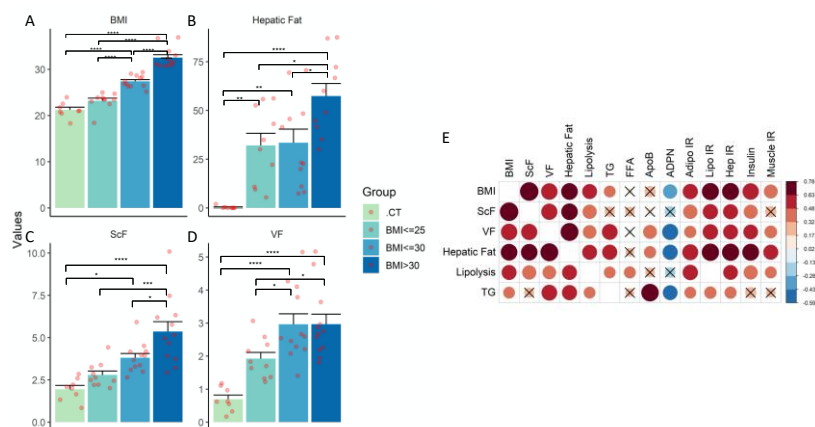 A
BMI
****
****
****
****
****
30
20
10
0
B
Hepatic Fat
****
*
*
**
**
75
50
25
0
Values
C
ScF
****
*
***
*
10.0
7.5
5.0
2.5
0.0
D
VF
****
****
*
*
5
4
3
2
1
0
Group
.CT
BMI<=25
BMI<=30
BMI>30
E
BMI
ScF
VF
Hepatic Fat
Lipolysis
TG
FFA
ApoB
ADPN
Adipo IR
Lipo IR
Hep IR
Insulin
Muscle IR
BMI
ScF
VF
Hepatic Fat
Lipolysis
TG
0.78
0.63
0.48
0.32
0.17
0.02
-0.13
-0.28
-0.43
-0.58